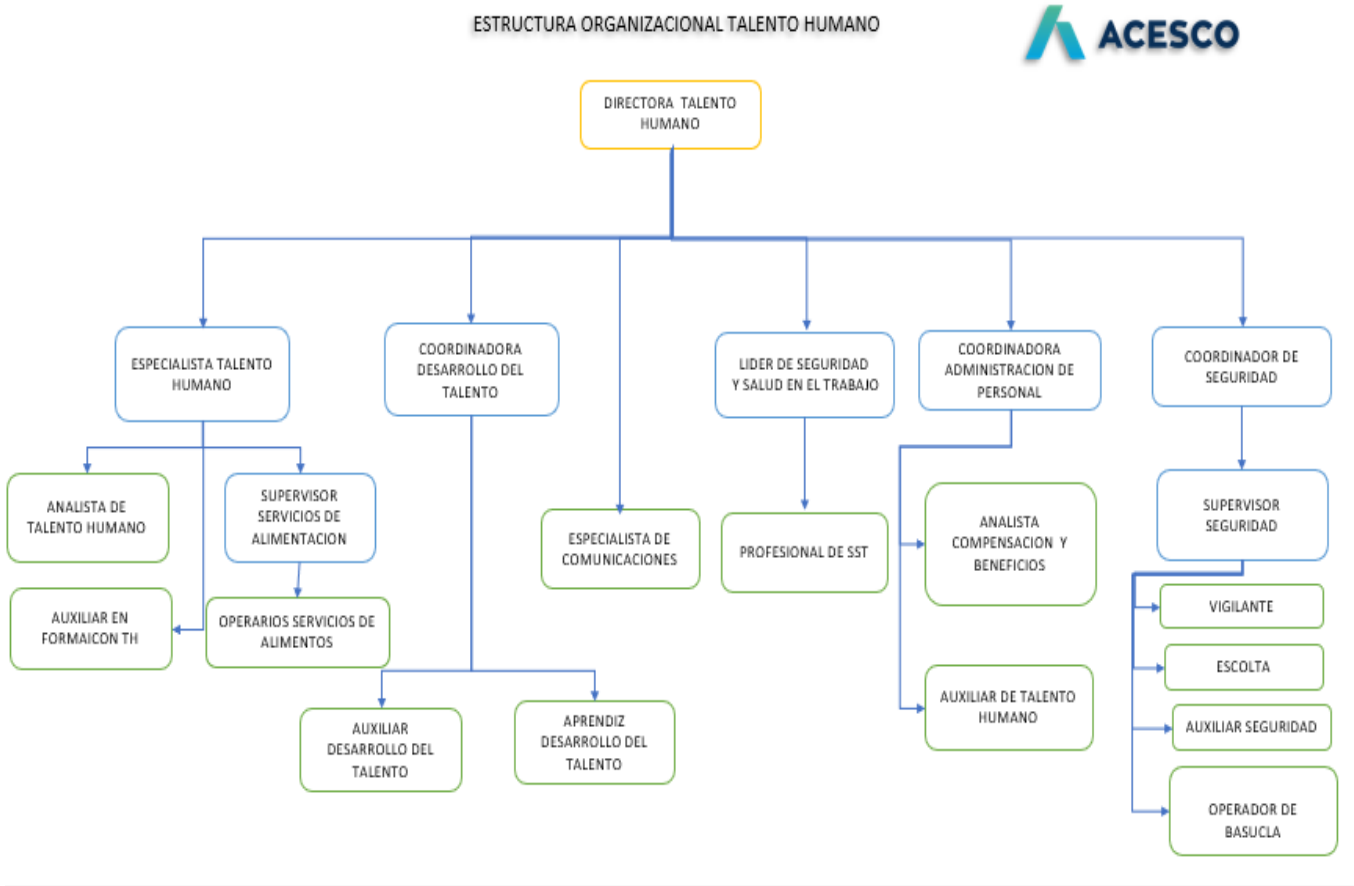 ESTRUCTURA ORGANIZACIONAL TALENTO HUMANO
ACESCO
DIRECTORA TALENTO
HUMANO
ESPECIALISTA TALENTO
HUMANO
COORDINADORA
DESARROLLO DEL
TALENTO
LIDER DE SEGURIDAD
Y SALUD EN EL TRABAJO
COORDINADORA
ADMINISTRACION DE
PERSONAL
COORDINADOR DE
SEGURIDAD
ANALISTA DE
TALENTO HUMANO
SUPERVISOR
SERVICIOS DE
ALIMENTACION
ESPECIALISTA DE
COMUNICACIONES
PROFESIONAL DE SST
ANALISTA
COMPENSACION Y
BENEFICIOS
SUPERVISOR
SEGURIDAD
AUXILIAR EN
FORMAICON TH
OPERARIOS SERVICIOS DE
ALIMENTOS
VIGILANTE
ESCOLTA
AUXILIAR DESARROLLO DEL
TALENTO
APRENDIZ
DESARROLLO DEL
TALENTO
AUXILIAR DE TALENTO
HUMANO
AUXILIAR SEGURIDAD
OPERADOR DE
BASUCLA